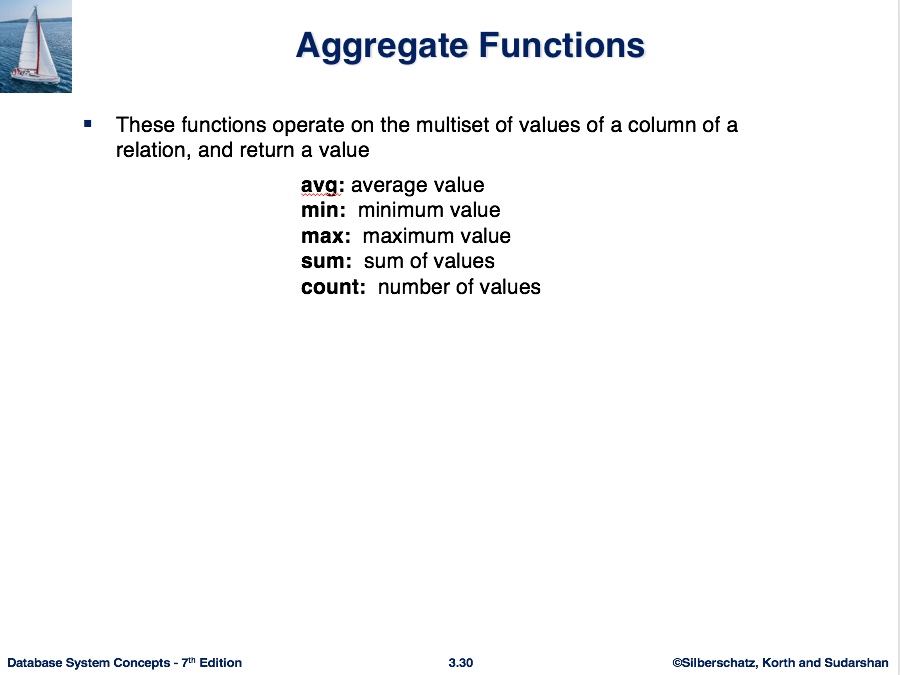 Aggregate Functions
▪ These functions operate on the multiset of values of a column of a
relation, and return a value
avg: average value
min: minimum value
max: maximum value
sum: sum of values
count: number of values
Database System Concepts - 7th Edition
3.30
©Silberschatz, Korth and Sudarshan